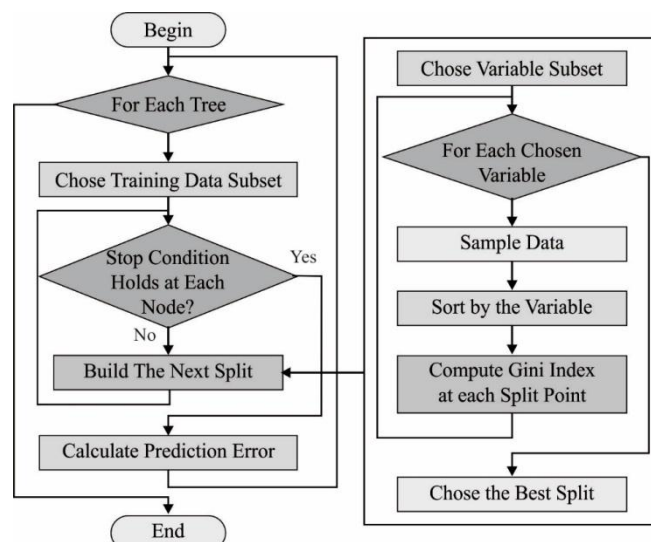 Begin
For Each Tree
Chose Training Data Subset
Stop Condition
Holds at Each
Node?
Yes
No
Build The Next Split
Calculate Prediction Error
End
Chose Variable Subset
For Each Chosen
Variable
Sample Data
Sort by the Variable
Compute Gini Index
at each Split Point
Chose the Best Split